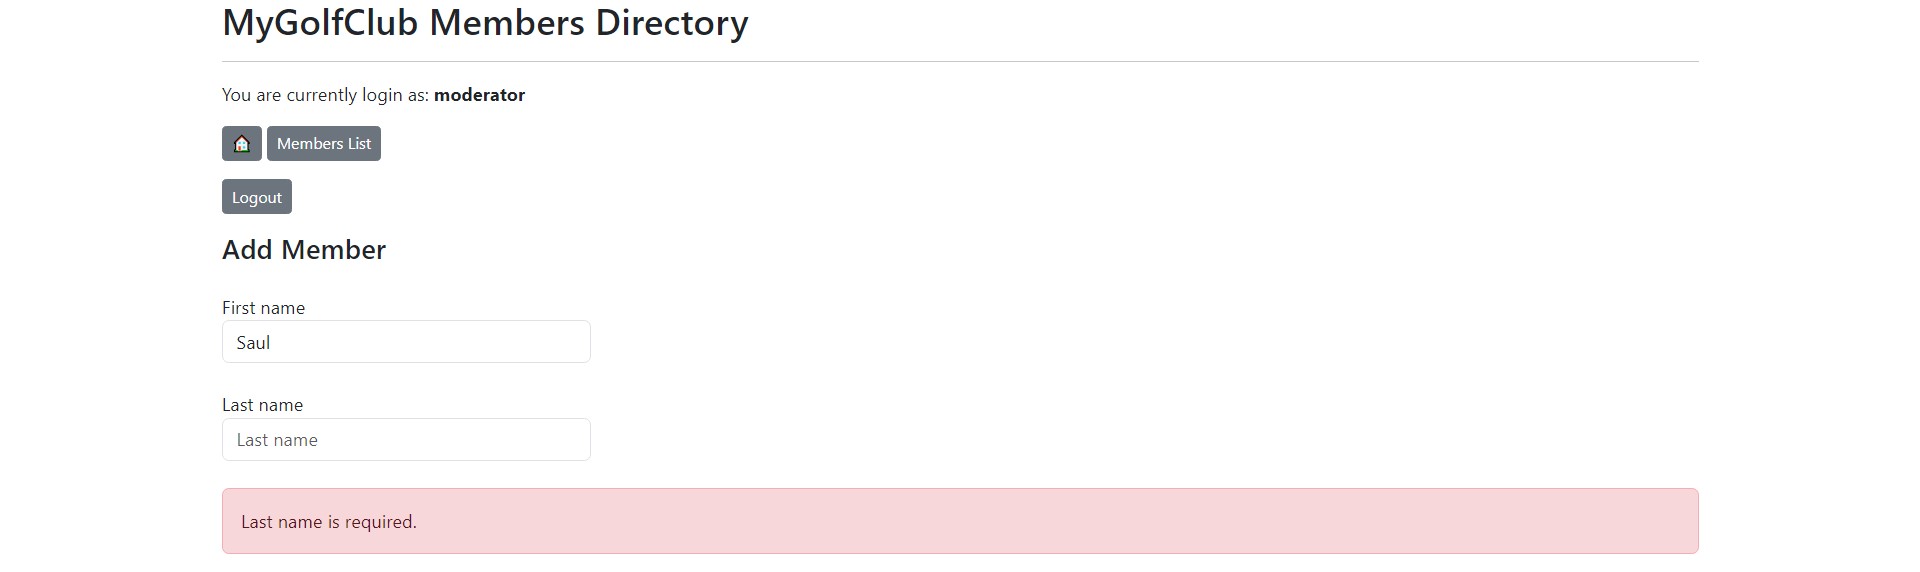 MyGolfClub Members Directory
You are currently login as: moderator
Members List
Logout
Add Member
First name
Saul
Last name
Last name
Last name is required.